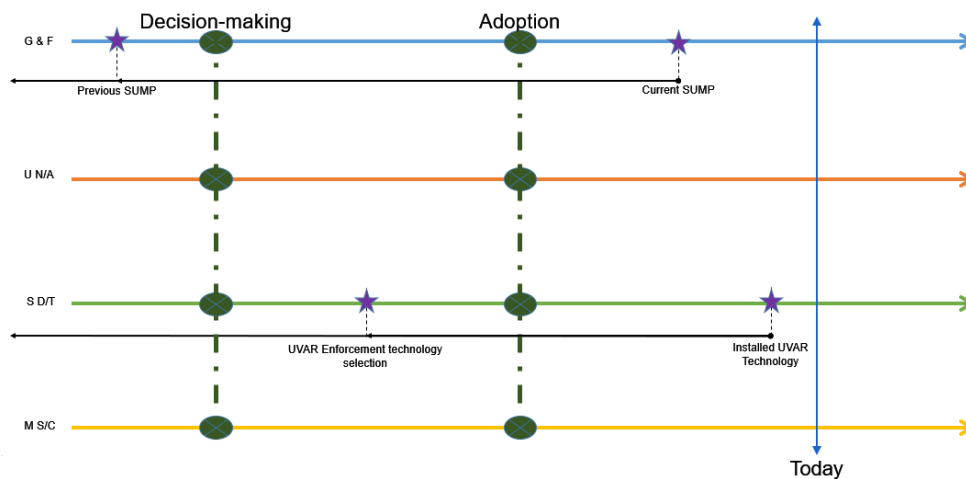 Decision-making
Adoption
G & F
Previous SUMP
Current SUMP
U N/A
S D/T
UVAR Enforcement technology
selection
Installed UVAR
Technology
M S/C
Today